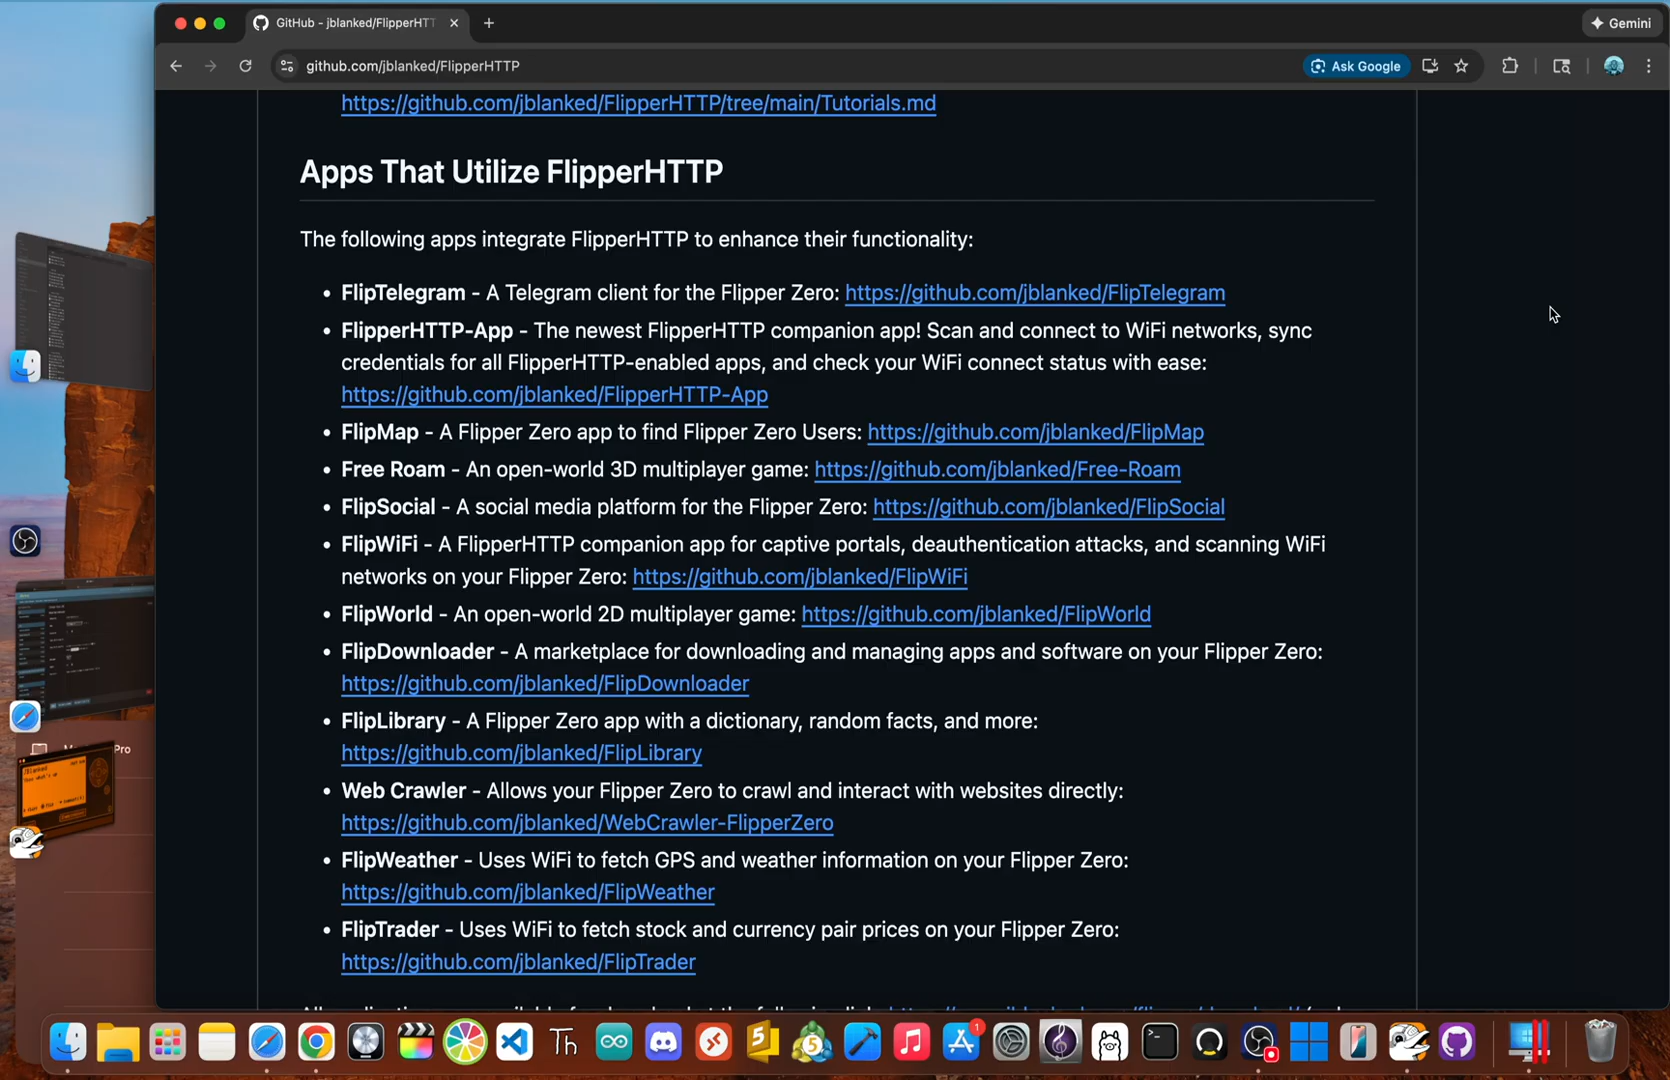 GitHub - jblanked/FlipperHTT
Gemini
github.com/jblanked/FlipperHTTP
Ask Google
https://github.com/jblanked/FlipperHTTP/tree/main/Tutorials.md
Apps That Utilize FlipperHTTP
The following apps integrate FlipperHTTP to enhance their functionality:
• FlipTelegram - A Telegram client for the Flipper Zero: https://github.com/jblanked/FlipTelegram
• FlipperHTTP-App - The newest FlipperHTTP companion app! Scan and connect to WiFi networks, sync
credentials for all FlipperHTTP-enabled apps, and check your WiFi connect status with ease:
https://github.com/jblanked/FlipperHTTP-App
• FlipMap - A Flipper Zero app to find Flipper Zero Users: https://github.com/jblanked/FlipMap
• Free Roam - An open-world 3D multiplayer game: https://github.com/jblanked/Free-Roam
• FlipSocial - A social media platform for the Flipper Zero: https://github.com/jblanked/FlipSocial
• FlipWiFi - A FlipperHTTP companion app for captive portals, deauthentication attacks, and scanning WiFi
networks on your Flipper Zero: https://github.com/jblanked/FlipWiFi
• FlipWorld - An open-world 2D multiplayer game: https://github.com/jblanked/FlipWorld
• FlipDownloader - A marketplace for downloading and managing apps and software on your Flipper Zero:
https://github.com/jblanked/FlipDownloader
• FlipLibrary - A Flipper Zero app with a dictionary, random facts, and more:
https://github.com/jblanked/FlipLibrary
• Web Crawler - Allows your Flipper Zero to crawl and interact with websites directly:
https://github.com/jblanked/WebCrawler-FlipperZero
• FlipWeather - Uses WiFi to fetch GPS and weather information on your Flipper Zero:
https://github.com/jblanked/FlipWeather
• FlipTrader - Uses WiFi to fetch stock and currency pair prices on your Flipper Zero:
https://github.com/jblanked/FlipTrader
Pro
JBlanked
Th
5
5
1